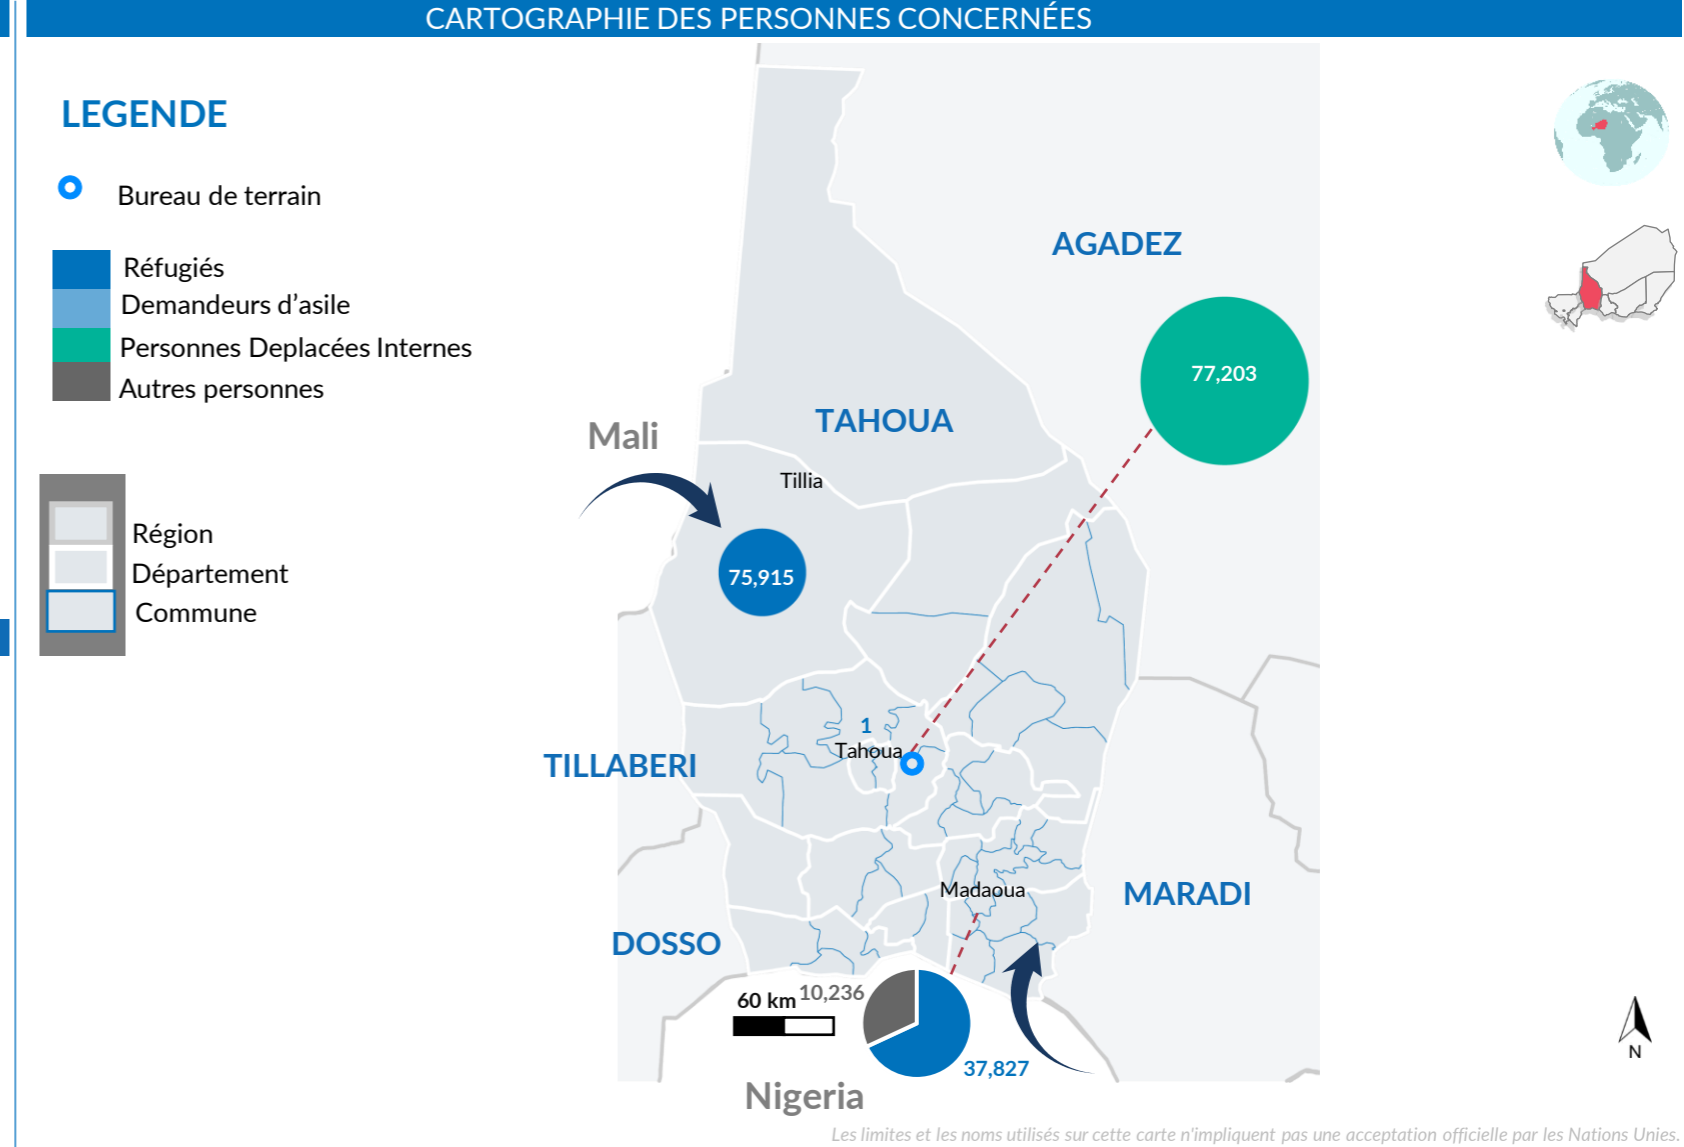 CARTOGRAPHIE DES PERSONNES CONCERNÉES
LEGENDE
Bureau de terrain
Réfugiés
Demandeurs d’asile
Personnes Deplacées Internes
Autres personnes
Région
Département
Commune
AGADEZ
77,203
TAHOUA
Mali
Tillia
75,915
1
Tahoua
TILLABERI
Madaoua
MARADI
DOSSO
60 km
10,236
37,827
Nigeria
N
Les limites et les noms utilisés sur cette carte n'impliquent pas une acceptation officielle par les Nations Unies.